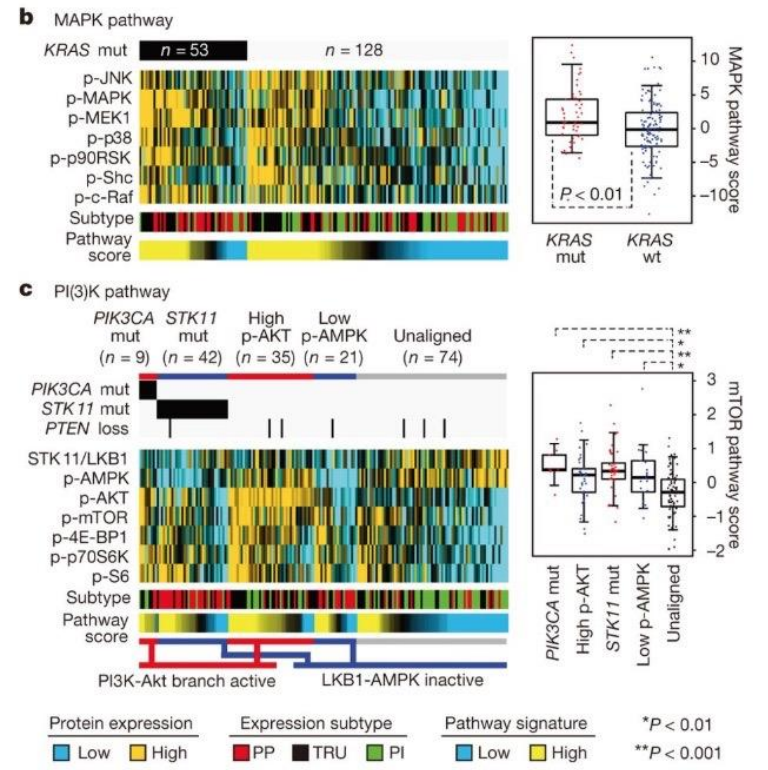 b MAPK pathway
KRAS mut n = 53 n = 128
p-JNK
p-MAPK
p-MEK1
p-p38
p-p90RSK
p-Shc
p-c-Raf
Subtype
Pathway
score
10
5
0
−5
−10
MAPK pathway score
P < 0.01
KRAS
mut
KRAS
wt
c PI(3)K pathway
PIK3CA
mut
(n = 9)
STK11
mut
(n = 42)
High
p-AKT
(n = 35)
Low
p-AMPK
(n = 21)
Unaligned
(n = 74)
PIK3CA mut
STK11 mut
PTEN loss
STK11/LKB1
p-AMPK
p-AKT
p-mTOR
p-4E-BP1
p-p70S6K
p-S6
Subtype
Pathway
score
PI3K-Akt branch active
LKB1-AMPK inactive
**
*
**
*
3
2
1
0
−1
−2
mTOR pathway score
PIK3CA mut
High p-AKT
STK11 mut
Low p-AMPK
Unaligned
Protein expression
Low High
Expression subtype
PP TRU PI
Pathway signature
Low High
*P < 0.01
**P < 0.001